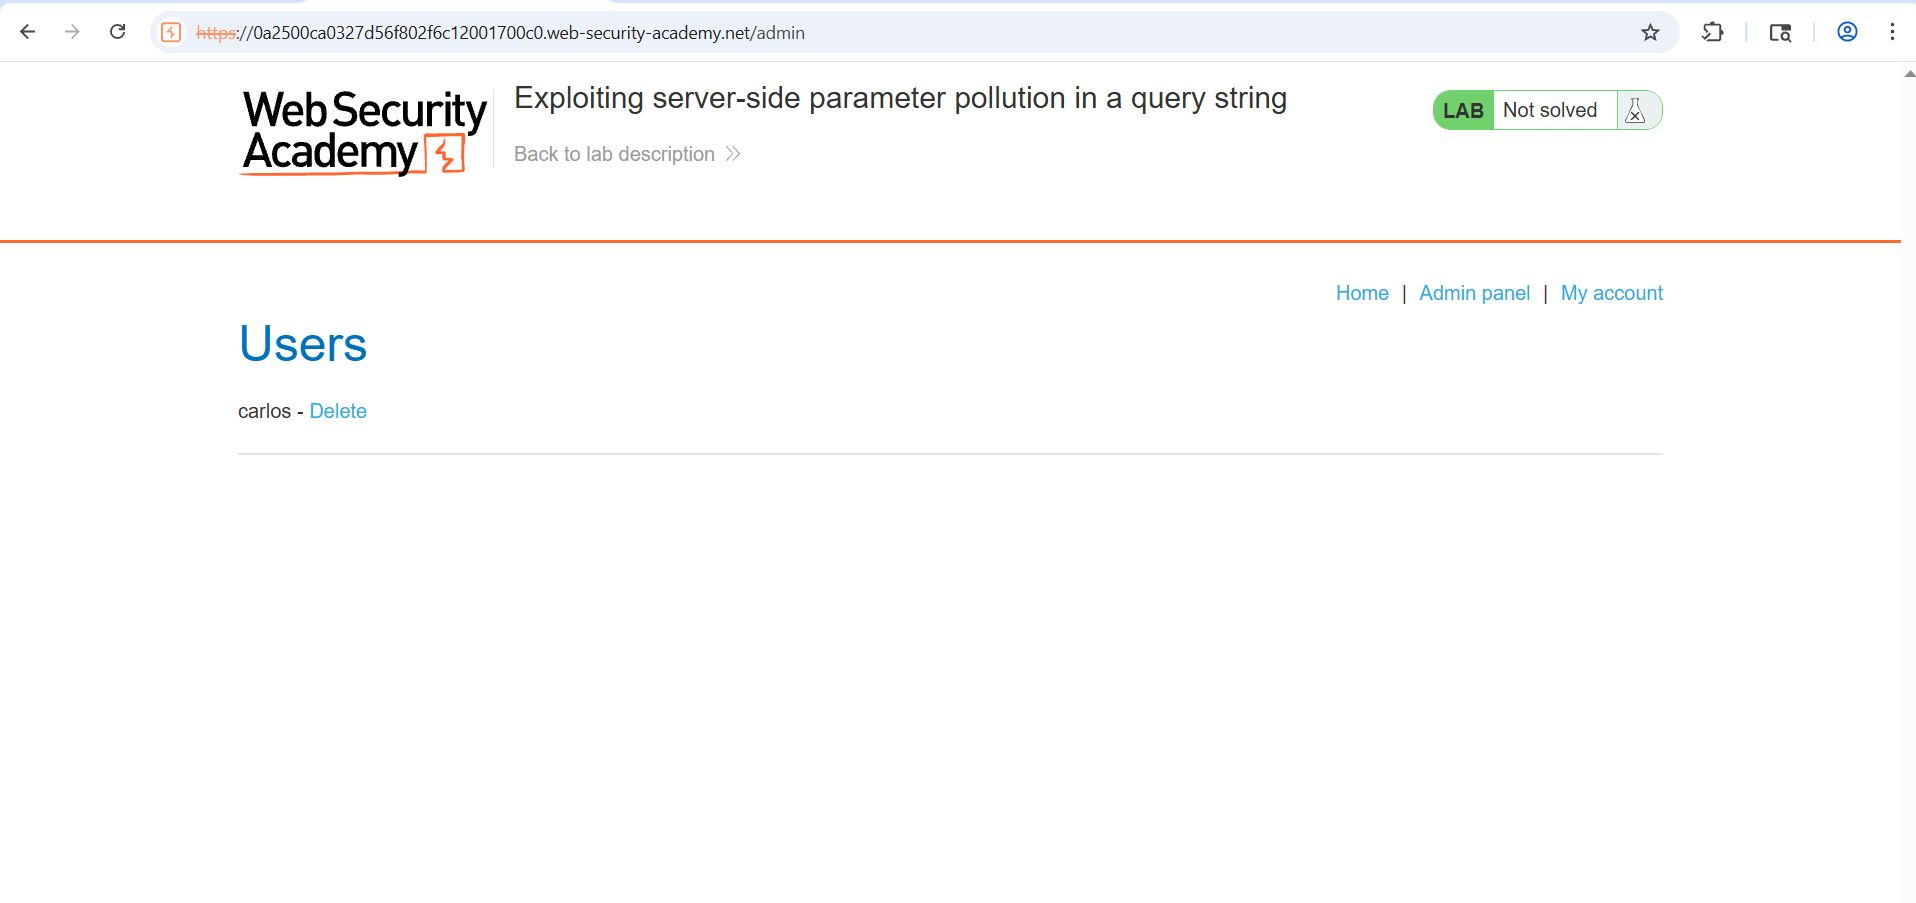 https://0a2500ca0327d56f802f6c12001700c0.web-security-academy.net/admin
Web Security
Academy
Exploiting server-side parameter pollution in a query string
Back to lab description
LAB Not solved
Home | Admin panel | My account
Users
carlos - Delete